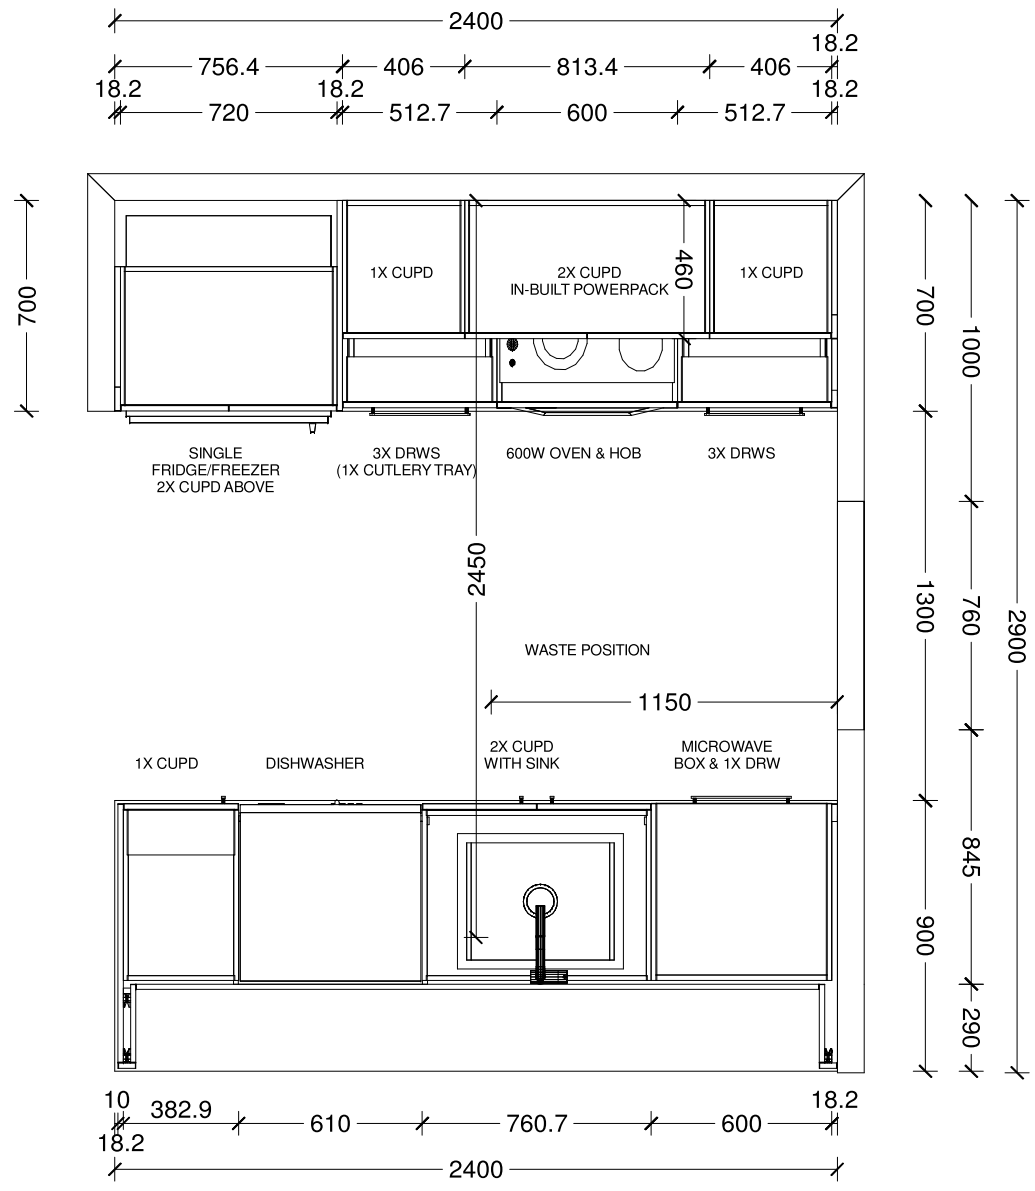 2400
18.2
756.4
406
813.4
406
18.2
18.2
18.2
720
512.7
600
512.7
700
1X CUPD
2X CUPD
IN-BUILT POWERPACK
460
1X CUPD
700
1000
SINGLE
FRIDGE/FREEZER
2X CUPD ABOVE
3X DRWS
(1X CUTLERY TRAY)
600W OVEN & HOB
3X DRWS
2450
1300
760
2900
WASTE POSITION
1150
1X CUPD
DISHWASHER
2X CUPD
WITH SINK
MICROWAVE
BOX & 1X DRW
845
900
290
10
382.9
18.2
18.2
610
760.7
600
2400